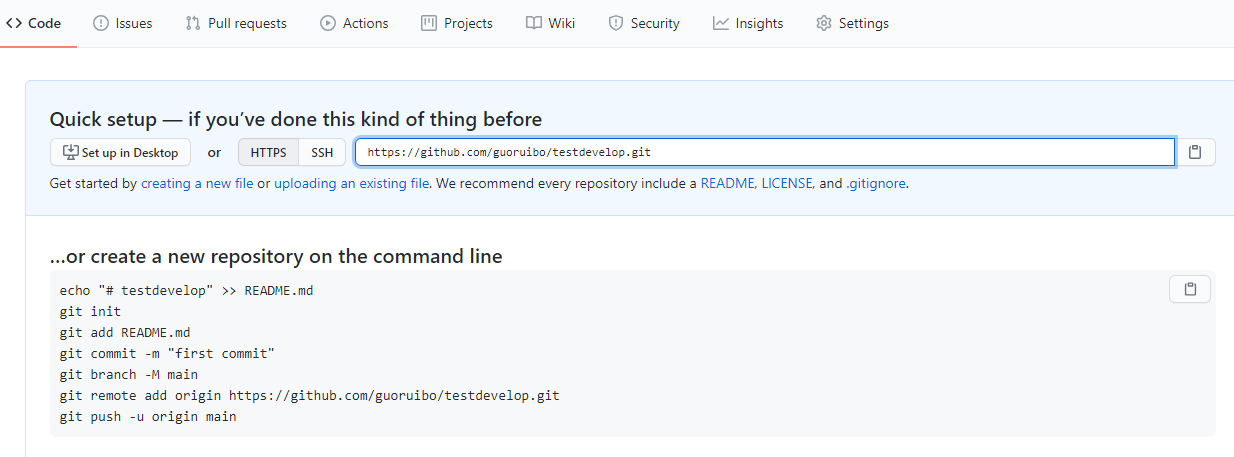 Code Issues Pull requests Actions Projects Wiki Security Insights Settings
Quick setup — if you’ve done this kind of thing before
Set up in Desktop or HTTPS SSH https://github.com/guoruibo/testdevelop.git
Get started by creating a new file or uploading an existing file. We recommend every repository include a README, LICENSE, and .gitignore.
…or create a new repository on the command line
echo "# testdevelop" >> README.md
git init
git add README.md
git commit -m "first commit"
git branch -M main
git remote add origin https://github.com/guoruibo/testdevelop.git
git push -u origin main